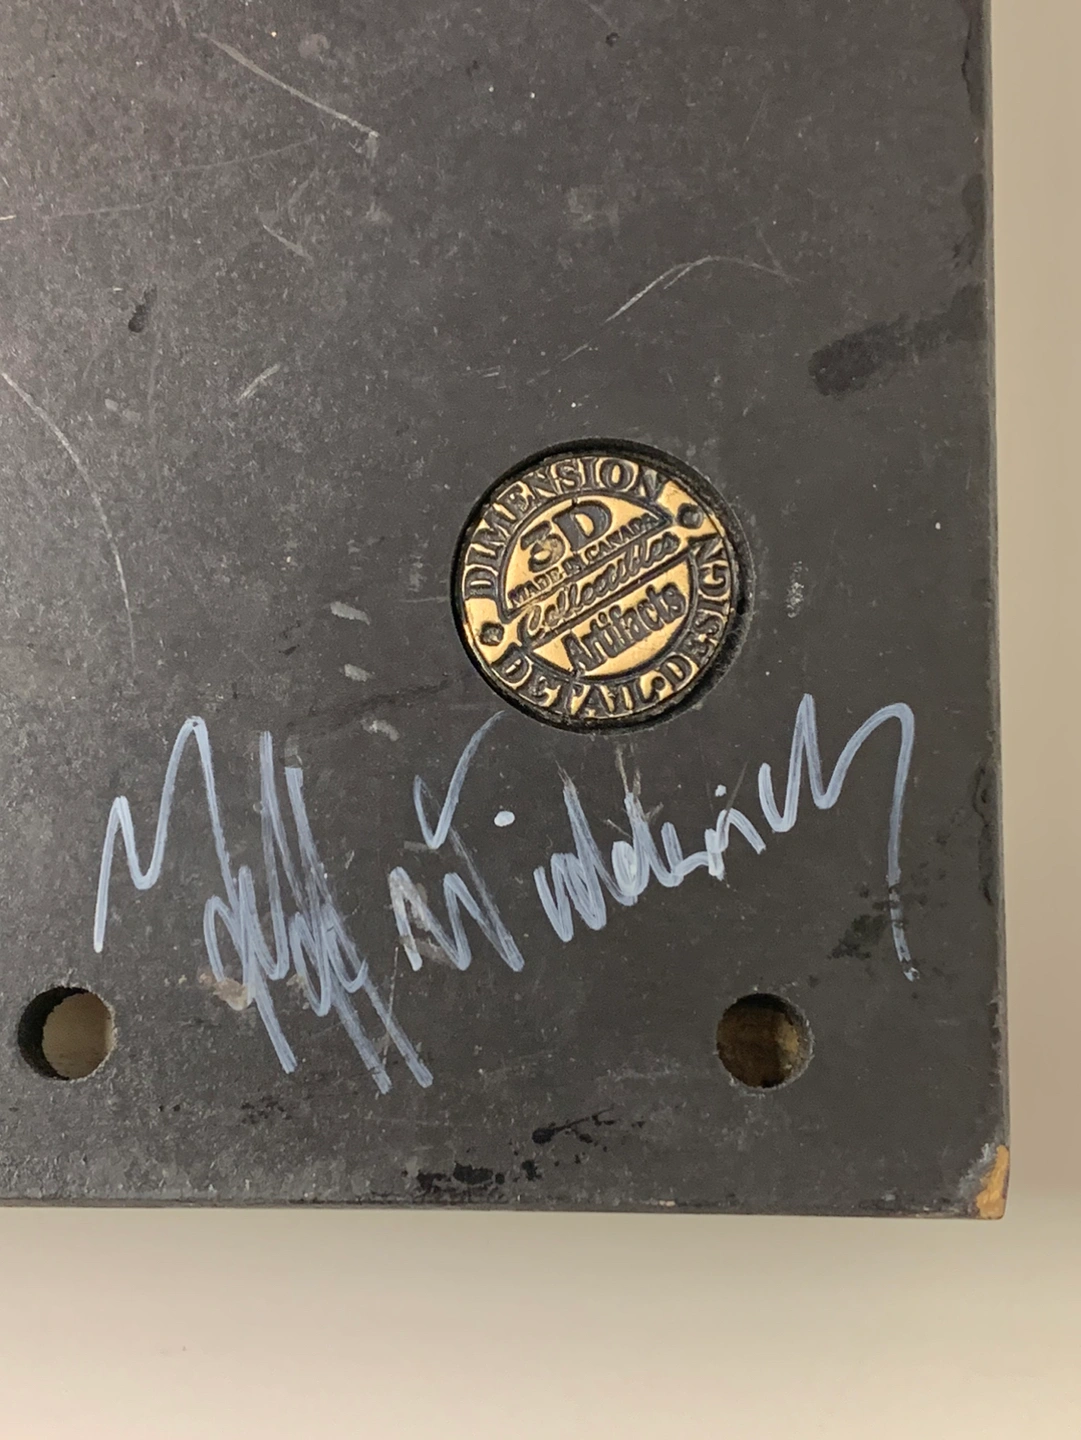 DIMENSION
3D
MADE IN CANADA
Collectibles
Artifacts
DETAIL DESIGN